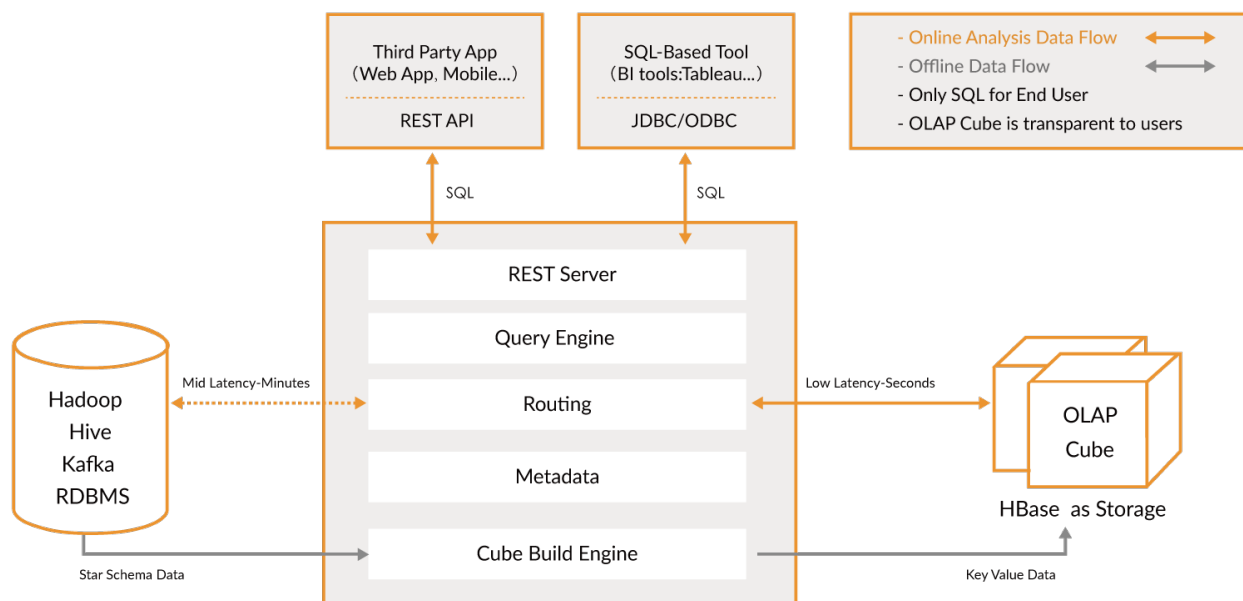 Third Party App
（Web App, Mobile...）
REST API
SQL-Based Tool
（BI tools:Tableau...）
JDBC/ODBC
- Online Analysis Data Flow
- Offline Data Flow
- Only SQL for End User
- OLAP Cube is transparent to users
SQL
SQL
REST Server
Query Engine
Routing
Metadata
Cube Build Engine
Mid Latency-Minutes
Low Latency-Seconds
Hadoop
Hive
Kafka
RDBMS
OLAP
Cube
HBase as Storage
Star Schema Data
Key Value Data